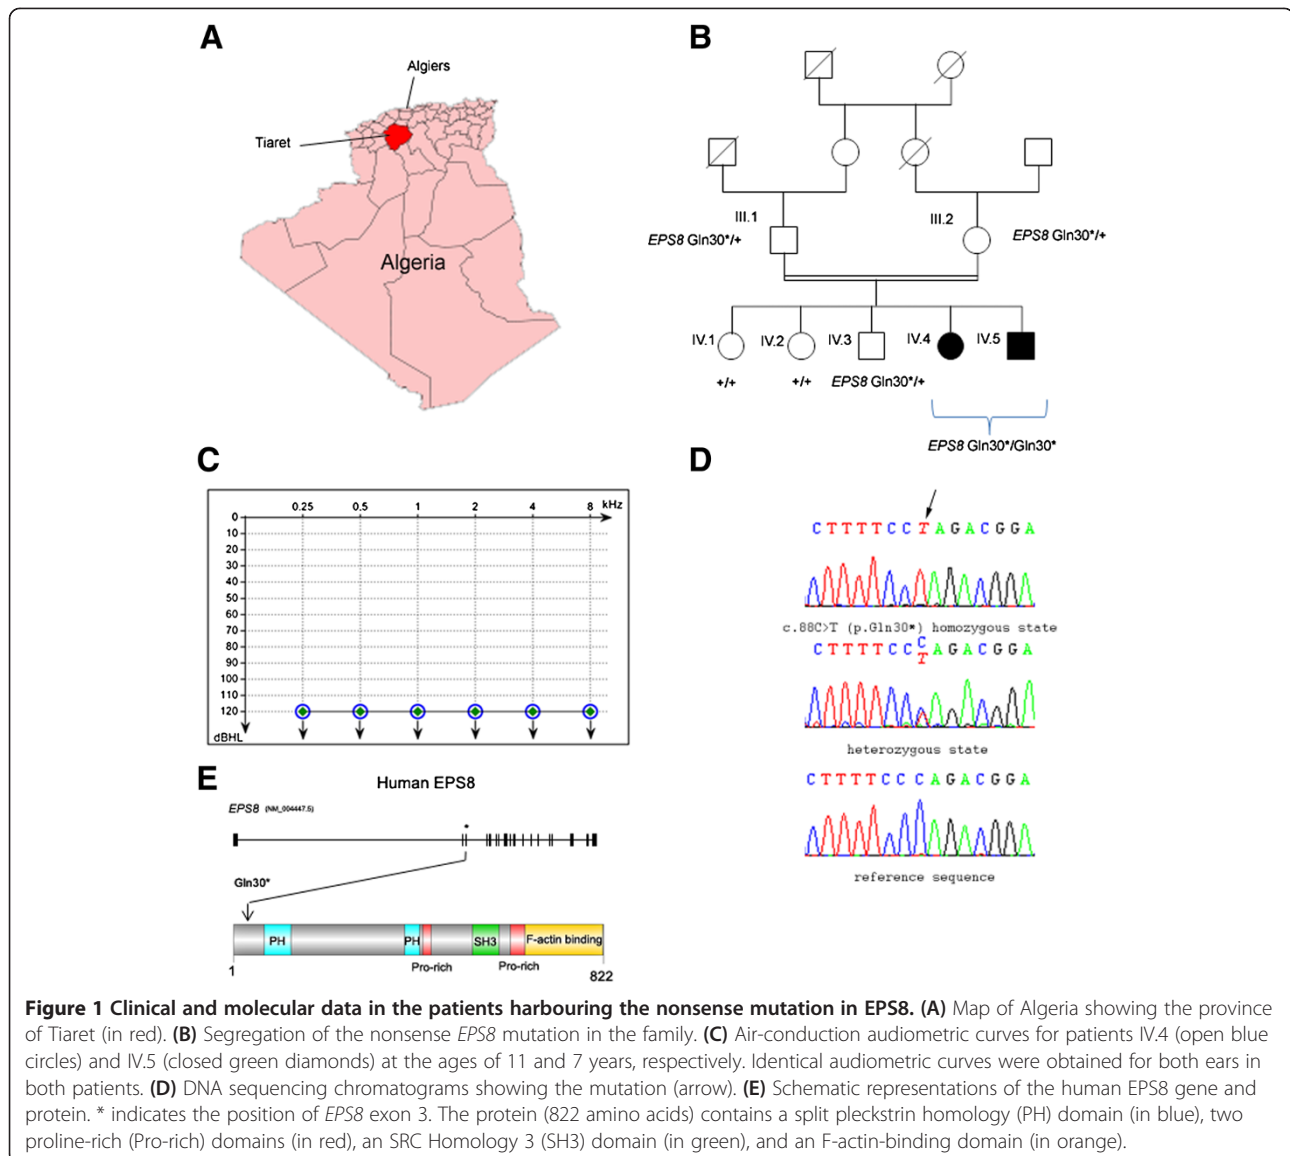 A
Algiers
Tiaret
Algeria
B
III.1
EPS8 Gln30*/+
III.2
EPS8 Gln30*/+
IV.1
IV.2
IV.3
IV.4
IV.5
+/+
+/+
EPS8 Gln30*/+
EPS8 Gln30*/Gln30*
C
0.25 0.5 1 2 4 8 kHz
0
10
20
30
40
50
60
70
80
90
100
110
120
dBHL
D
C T T T T C C T A G A C G G A
c.88C>T (p.Gln30*) homozygous state
C
C T T T T C C A G A C G G A
T
heterozygous state
C T T T T C C C A G A C G G A
reference sequence
E
Human EPS8
EPS8 (NM_004447.5)
*
Gln30*
PH PH SH3 F-actin binding
Pro-rich Pro-rich
1 822
Figure 1 Clinical and molecular data in the patients harbouring the nonsense mutation in EPS8. (A) Map of Algeria showing the province
of Tiaret (in red). (B) Segregation of the nonsense EPS8 mutation in the family. (C) Air-conduction audiometric curves for patients IV.4 (open blue
circles) and IV.5 (closed green diamonds) at the ages of 11 and 7 years, respectively. Identical audiometric curves were obtained for both ears in
both patients. (D) DNA sequencing chromatograms showing the mutation (arrow). (E) Schematic representations of the human EPS8 gene and
protein. * indicates the position of EPS8 exon 3. The protein (822 amino acids) contains a split pleckstrin homology (PH) domain (in blue), two
proline-rich (Pro-rich) domains (in red), an SRC Homology 3 (SH3) domain (in green), and an F-actin-binding domain (in orange).